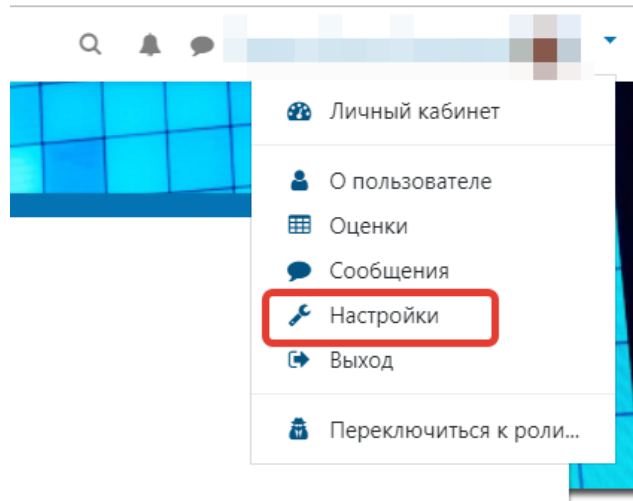 Личный кабинет
О пользователе
Оценки
Сообщения
Настройки
Выход
Переключиться к роли...